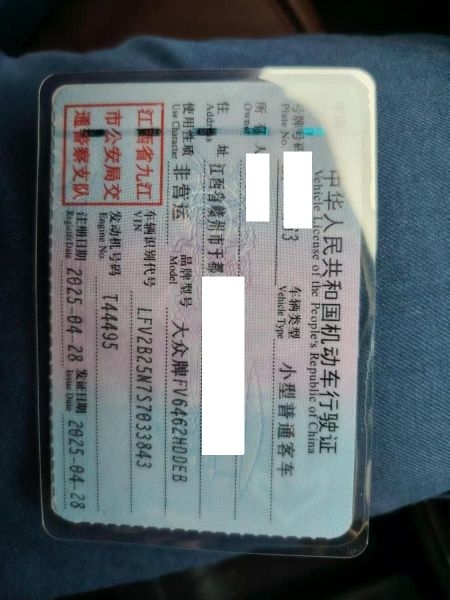 中华人民共和国机动车行驶证
Vehicle License of the People's Republic of China
号牌号码 53 车辆类型 小型普通客车
Plate No. Vehicle Type
所有人
Owner
住址 江西省赣州市于都
Address
使用性质 非营运 品牌型号 大众牌FV6462HDDEB
Use Character Model
江西省九江
市公安局交
通警察支队
车辆识别代号 LFV2B25N7S7033843
VIN
发动机号码 T44495
Engine No.
注册日期 2025-04-28 发证日期 2025-04-28
Register Date Issue Date